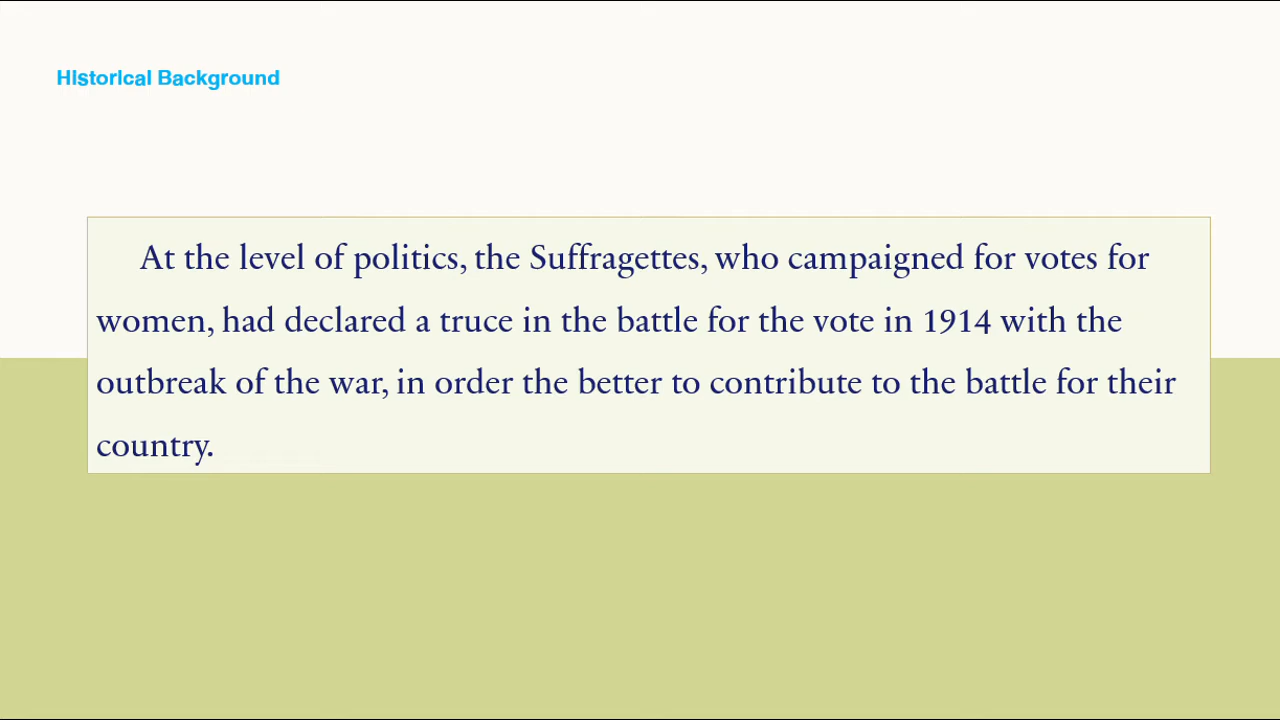 Historical Background
At the level of politics, the Suffragettes, who campaigned for votes for
women, had declared a truce in the battle for the vote in 1914 with the
outbreak of the war, in order the better to contribute to the battle for their
country.